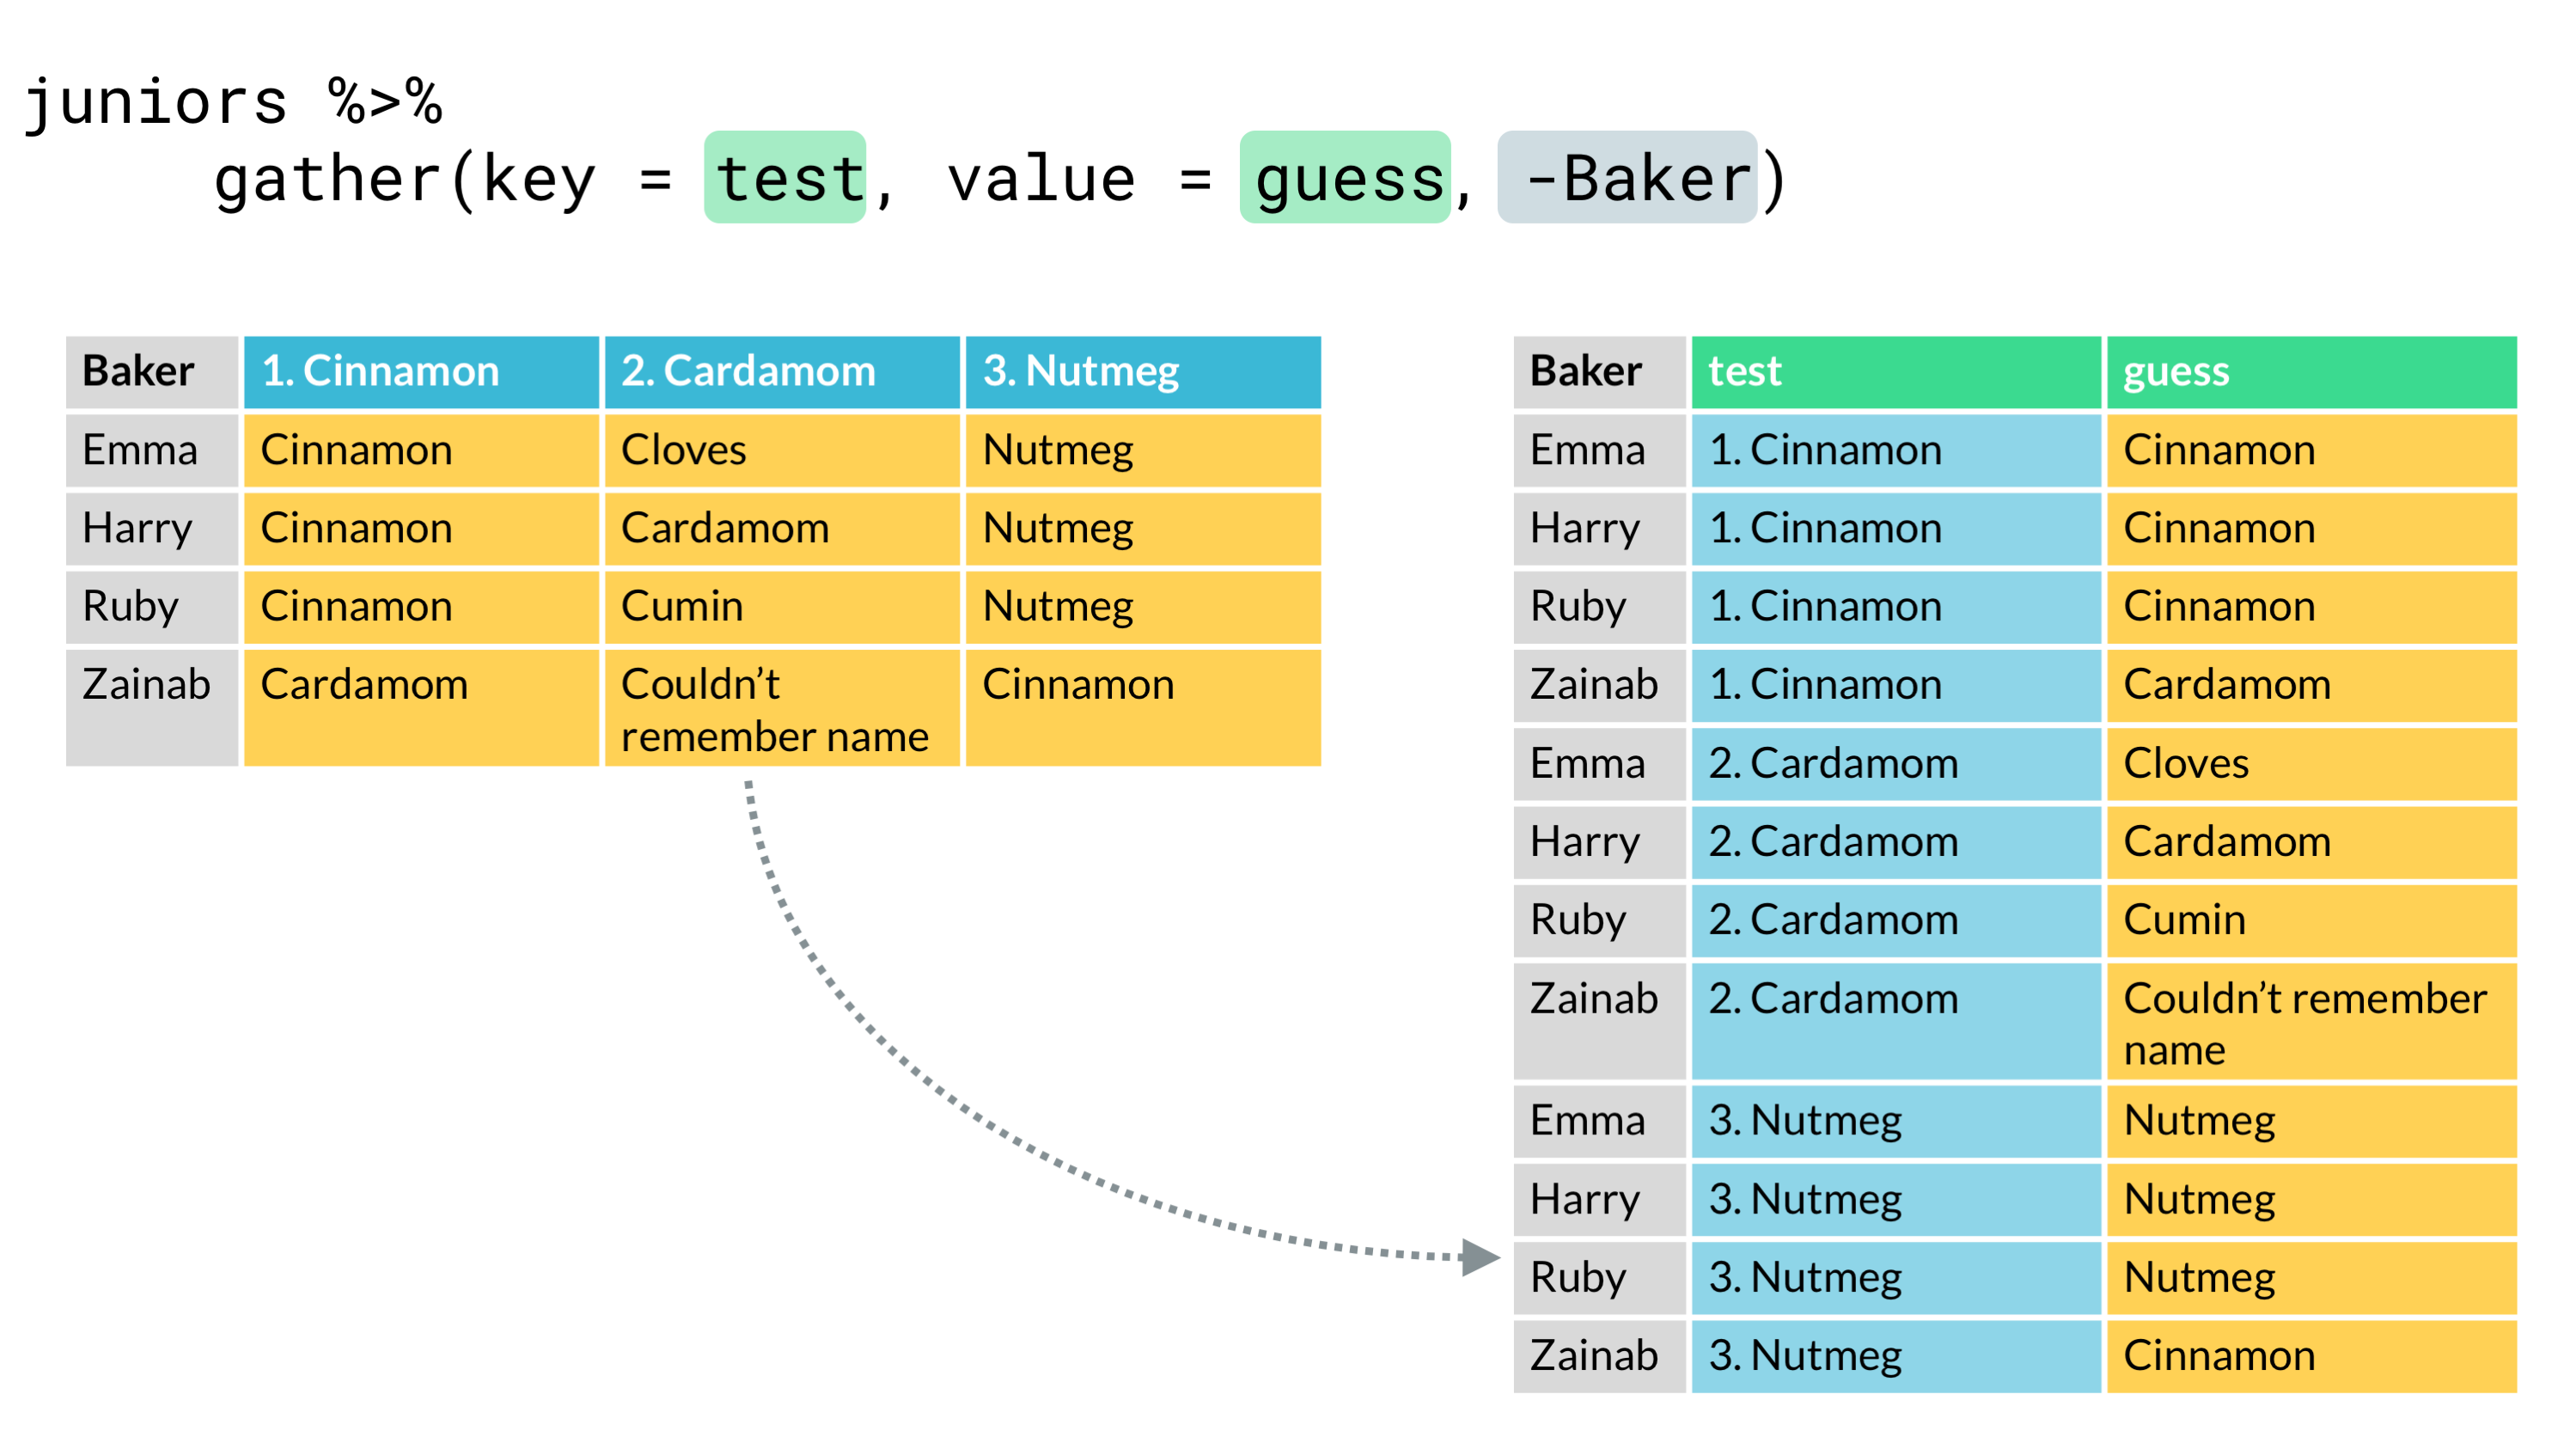 juniors %>%
gather(key = test, value = guess, -Baker)
Baker 1. Cinnamon 2. Cardamom 3. Nutmeg
Emma Cinnamon Cloves Nutmeg
Harry Cinnamon Cardamom Nutmeg
Ruby Cinnamon Cumin Nutmeg
Zainab Cardamom Couldn’t Cinnamon
remember name
Baker test guess
Emma 1. Cinnamon Cinnamon
Harry 1. Cinnamon Cinnamon
Ruby 1. Cinnamon Cinnamon
Zainab 1. Cinnamon Cardamom
Emma 2. Cardamom Cloves
Harry 2. Cardamom Cardamom
Ruby 2. Cardamom Cumin
Zainab 2. Cardamom Couldn’t remember
name
Emma 3. Nutmeg Nutmeg
Harry 3. Nutmeg Nutmeg
Ruby 3. Nutmeg Nutmeg
Zainab 3. Nutmeg Cinnamon